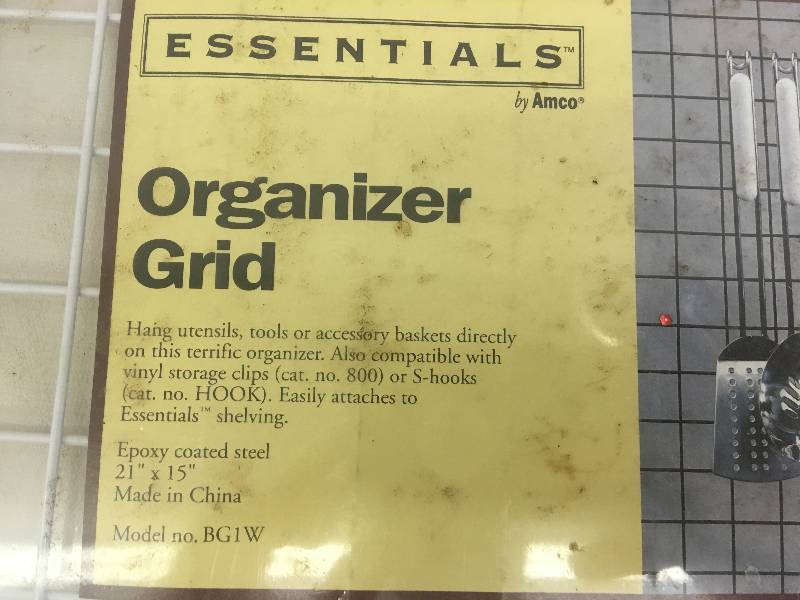 ESSENTIALS™
by Amco®
Organizer
Grid
Hang utensils, tools or accessory baskets directly
on this terrific organizer. Also compatible with
vinyl storage clips (cat. no. 800) or S-hooks
(cat. no. HOOK). Easily attaches to
Essentials™ shelving.
Epoxy coated steel
21" x 15"
Made in China
Model no. BG1W